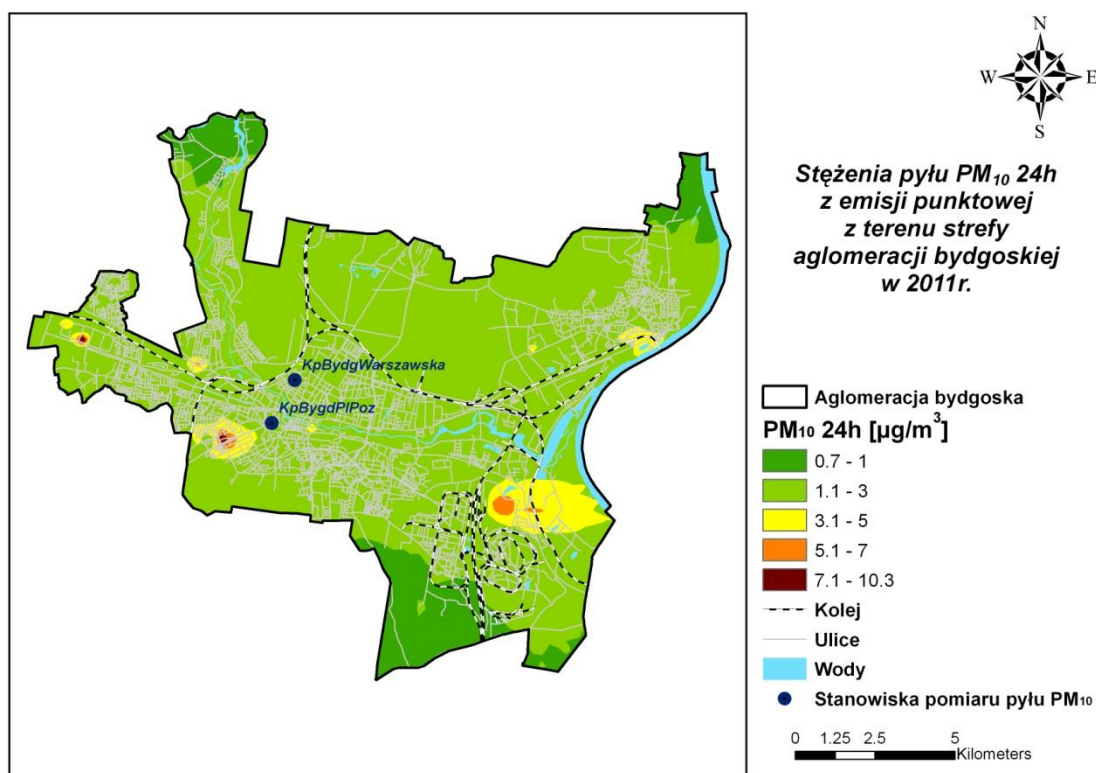 N
W E
S
Stężenia pyłu PM10 24h
z emisji punktowej
z terenu strefy
aglomeracji bydgoskiej
w 2011r.
KpBydgWarszawska
KpBygdPlPoz
Aglomeracja bydgoska
PM10 24h [µg/m³]
0.7 - 1
1.1 - 3
3.1 - 5
5.1 - 7
7.1 - 10.3
Kolej
Ulice
Wody
Stanowiska pomiaru pyłu PM10
0 1.25 2.5 5
Kilometers